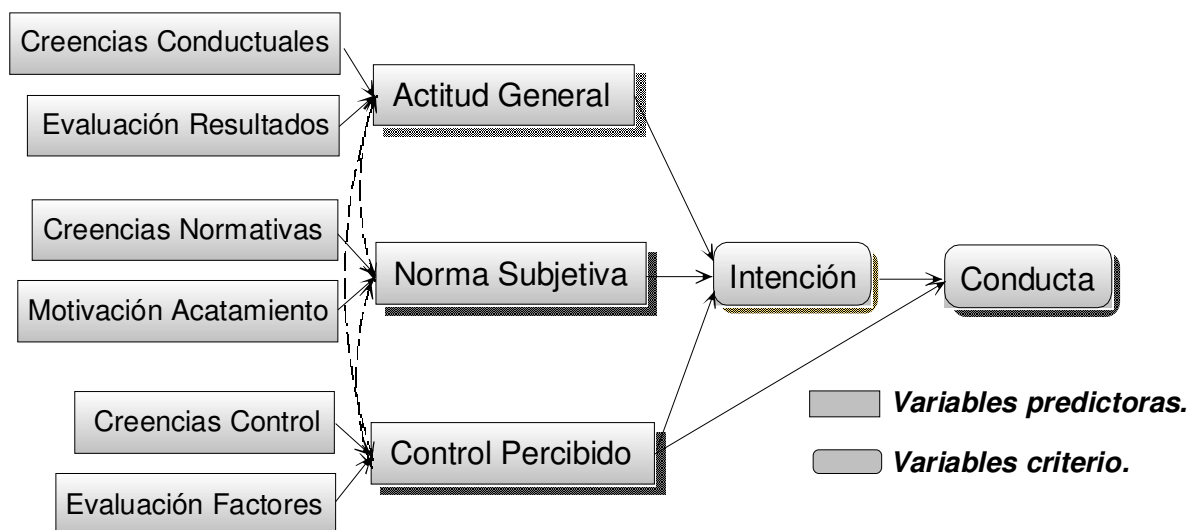 Creencias Conductuales
Evaluación Resultados
Actitud General
Creencias Normativas
Motivación Acatamiento
Norma Subjetiva
Intención
Conducta
Creencias Control
Evaluación Factores
Control Percibido
Variables predictoras.
Variables criterio.